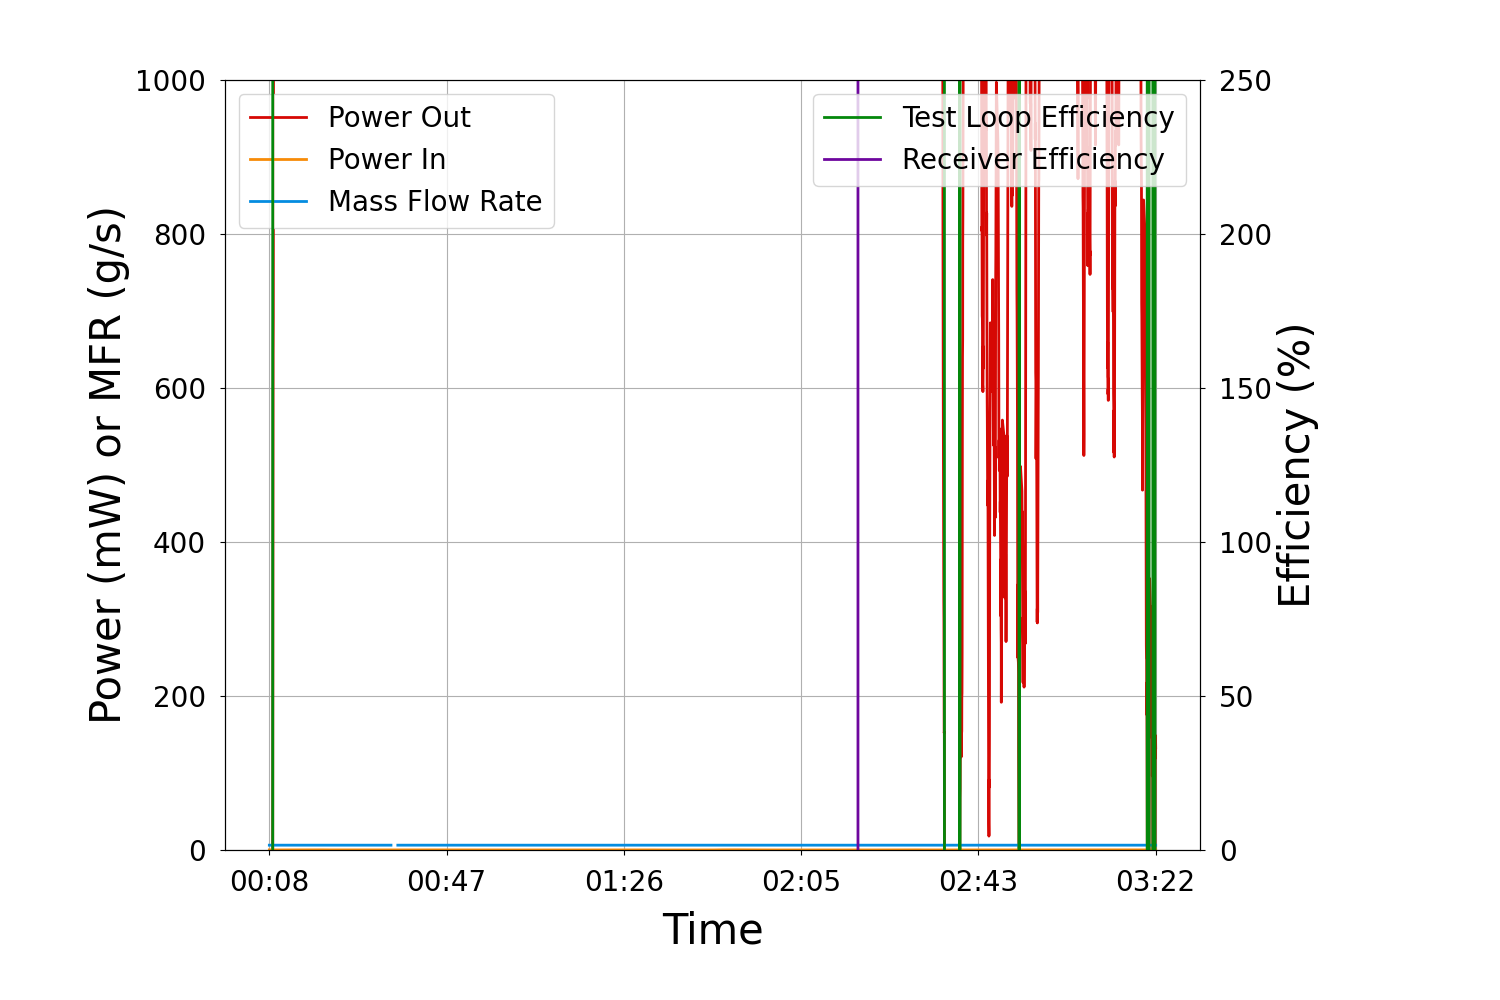 1000
800
600
400
200
0
Power (mW) or MFR (g/s)
Power Out
Power In
Mass Flow Rate
Test Loop Efficiency
Receiver Efficiency
250
200
150
100
50
0
Efficiency (%)
00:08
00:47
01:26
02:05
02:43
03:22
Time